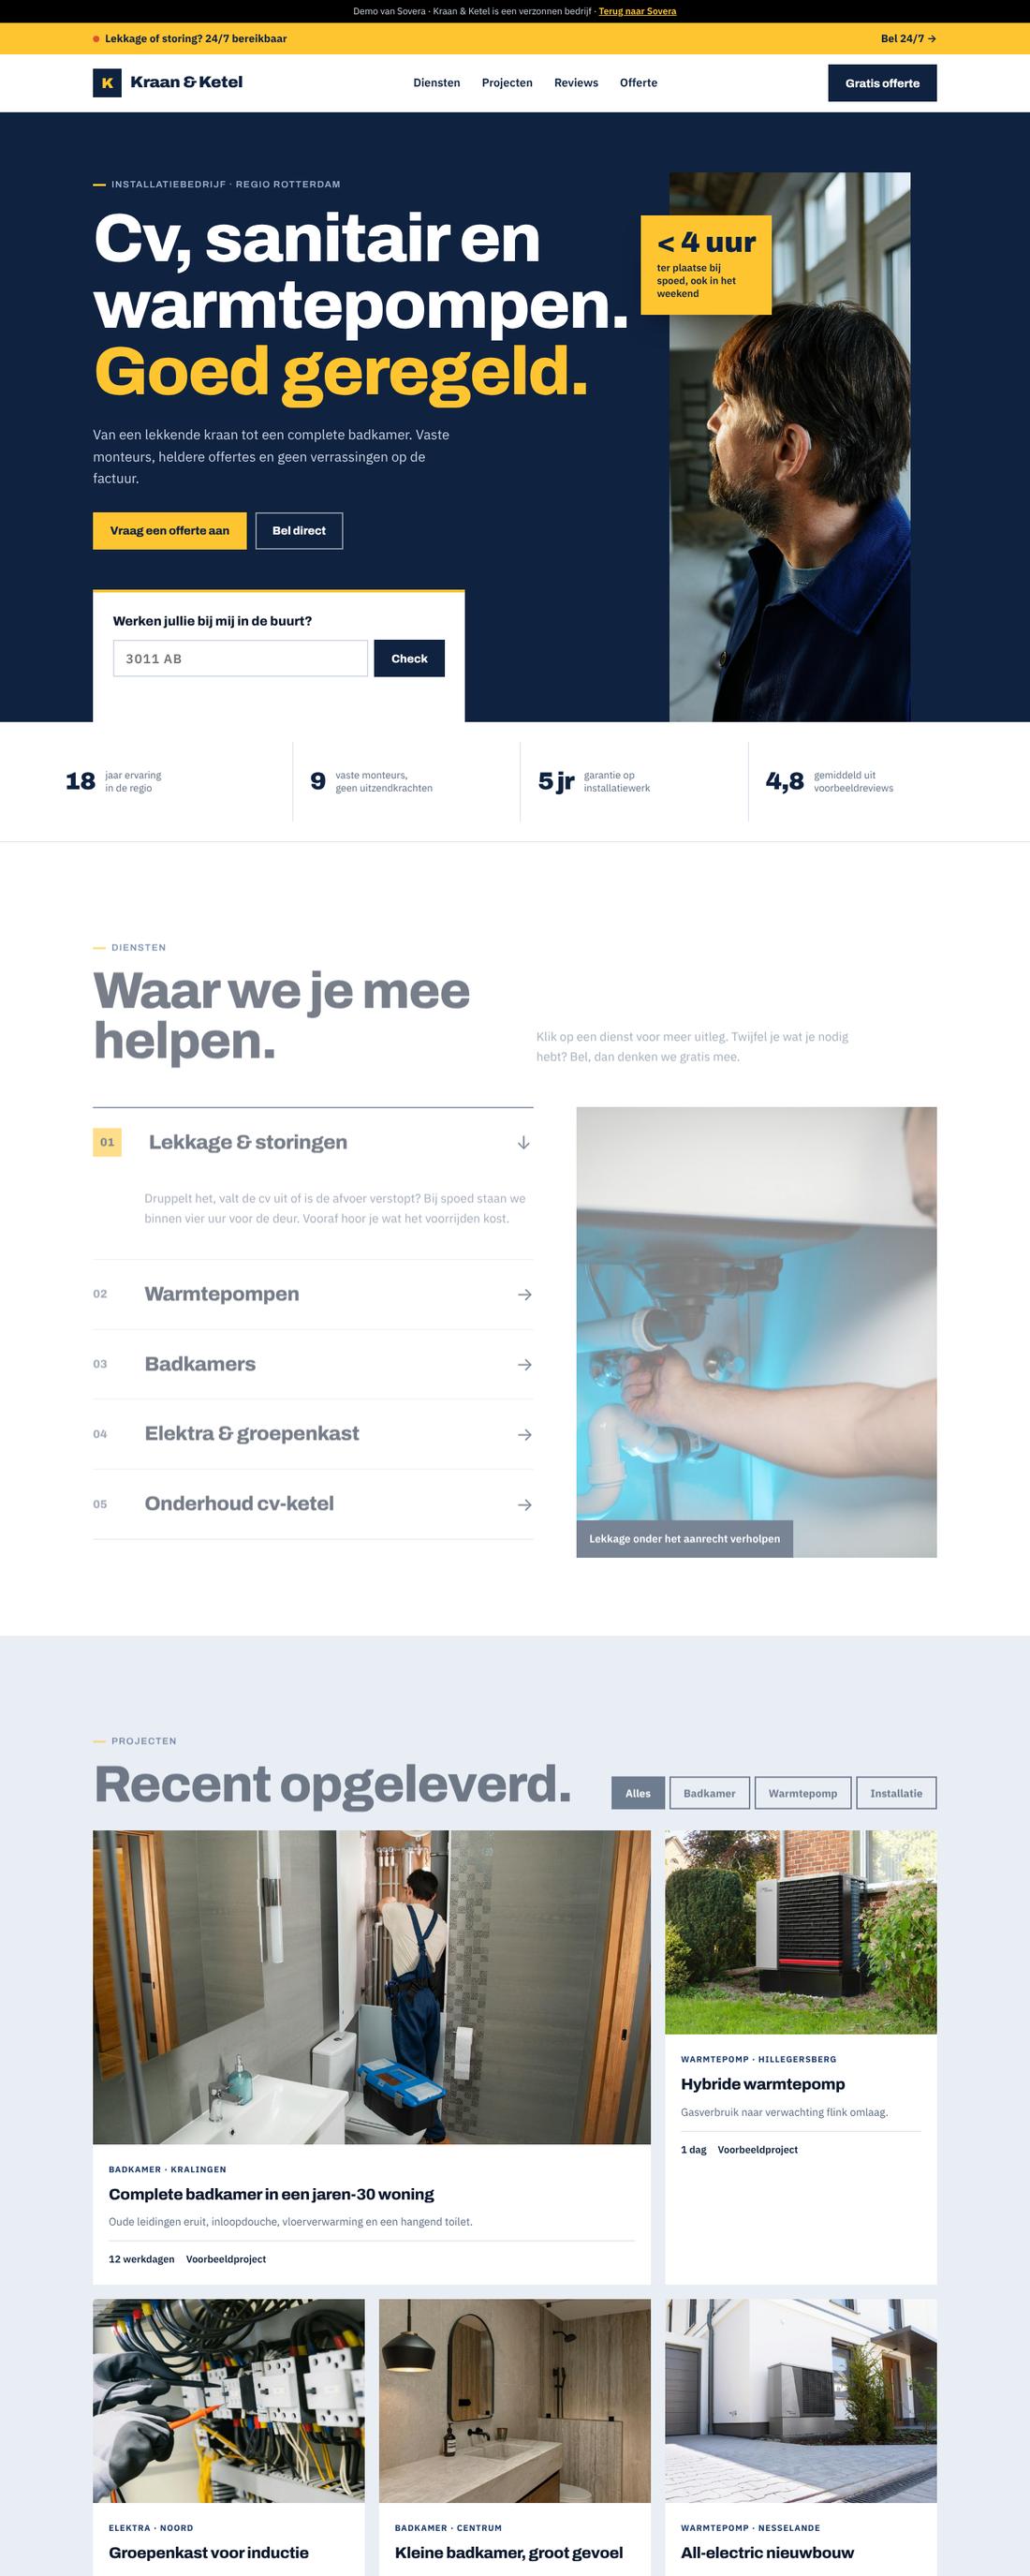 Demo van Sovera · Kraan & Ketel is een verzonnen bedrijf · Terug naar Sovera
Lekkage of storing? 24/7 bereikbaar
Bel 24/7 →
K
Kraan & Ketel
Diensten
Projecten
Reviews
Offerte
Gratis offerte
INSTALLATIEBEDRIJF · REGIO ROTTERDAM
Cv, sanitair en
warmtepompen.
Goed geregeld.
< 4 uur
ter plaatse bij
spoed, ook in het
weekend
Van een lekkende kraan tot een complete badkamer. Vaste
monteurs, heldere offertes en geen verrassingen op de
factuur.
Vraag een offerte aan
Bel direct
Werken jullie bij mij in de buurt?
3011 AB
Check
18
jaar ervaring
in de regio
9
vaste monteurs,
geen uitzendkrachten
5 jr
garantie op
installatiewerk
4,8
gemiddeld uit
voorbeeldreviews
DIENSTEN
Waar we je mee
helpen.
Klik op een dienst voor meer uitleg. Twijfel je wat je nodig
hebt? Bel, dan denken we gratis mee.
01
Lekkage & storingen
↓
Druppelt het, valt de cv uit of is de afvoer verstopt? Bij spoed staan we
binnen vier uur voor de deur. Vooraf hoor je wat het voorrijden kost.
02
Warmtepompen
→
03
Badkamers
→
04
Elektra & groepenkast
→
05
Onderhoud cv-ketel
→
Lekkage onder het aanrecht verholpen
PROJECTEN
Recent opgeleverd.
Alles
Badkamer
Warmtepomp
Installatie
BADKAMER · KRALINGEN
Complete badkamer in een jaren-30 woning
Oude leidingen eruit, inloopdouche, vloerverwarming en een hangend toilet.
12 werkdagen
Voorbeeldproject
WARMTEPOMP · HILLEGERSBERG
Hybride warmtepomp
Gasverbruik naar verwachting flink omlaag.
1 dag
Voorbeeldproject
ELEKTRA · NOORD
Groepenkast voor inductie
BADKAMER · CENTRUM
Kleine badkamer, groot gevoel
WARMTEPOMP · NESSELANDE
All-electric nieuwbouw